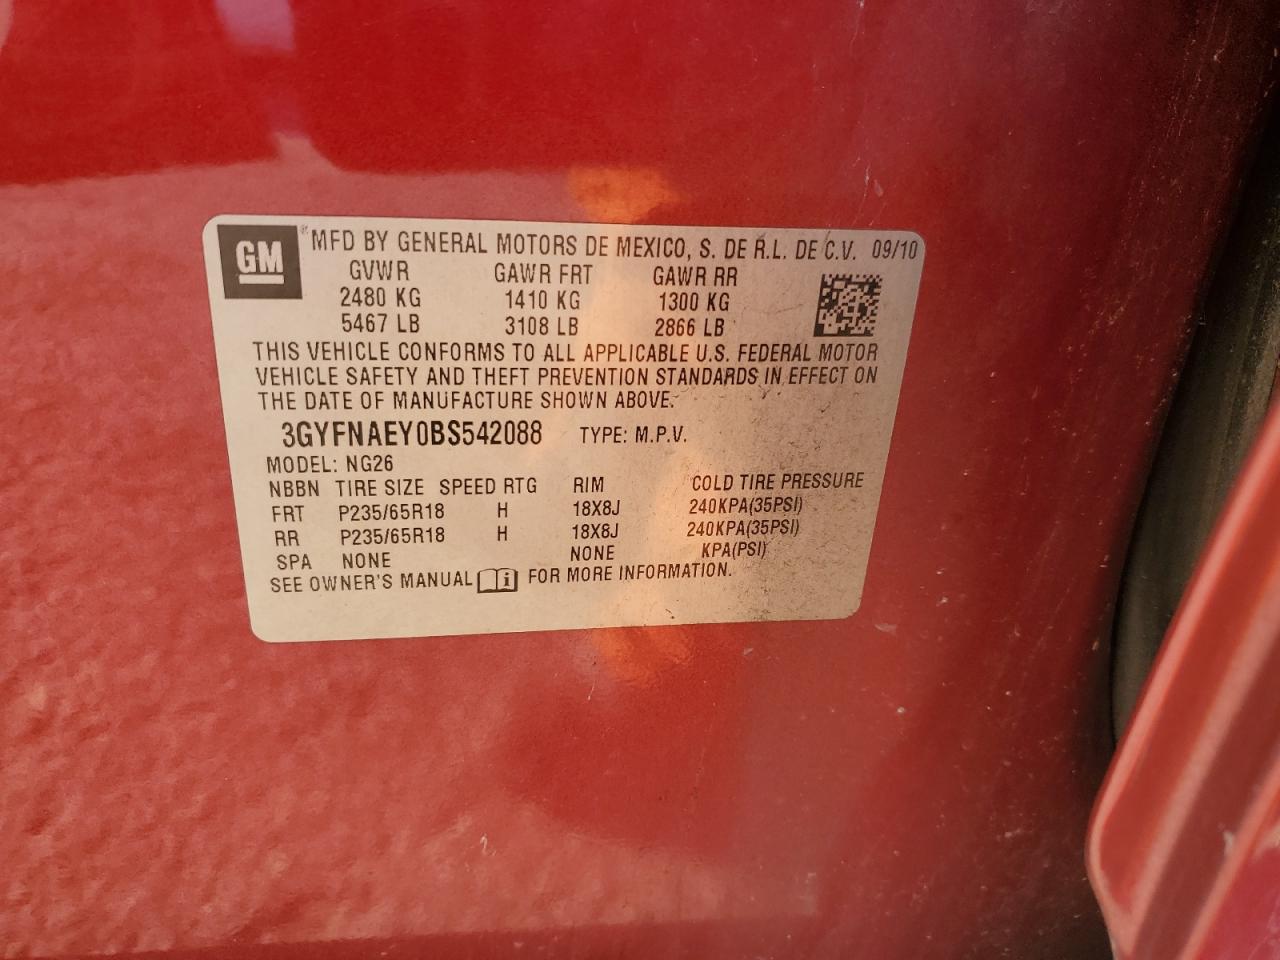 GM ® MFD BY GENERAL MOTORS DE MEXICO, S. DE R.L. DE C.V. 09/10
GVWR GAWR FRT GAWR RR
2480 KG 1410 KG 1300 KG
5467 LB 3108 LB 2866 LB
THIS VEHICLE CONFORMS TO ALL APPLICABLE U.S. FEDERAL MOTOR
VEHICLE SAFETY AND THEFT PREVENTION STANDARDS IN EFFECT ON
THE DATE OF MANUFACTURE SHOWN ABOVE.
3GYFNAEY0BS542088 TYPE: M.P.V.
MODEL: NG26
NBBN TIRE SIZE SPEED RTG RIM COLD TIRE PRESSURE
FRT P235/65R18 H 18X8J 240KPA(35PSI)
RR P235/65R18 H 18X8J 240KPA(35PSI)
SPA NONE NONE KPA(PSI)
SEE OWNER'S MANUAL i FOR MORE INFORMATION.